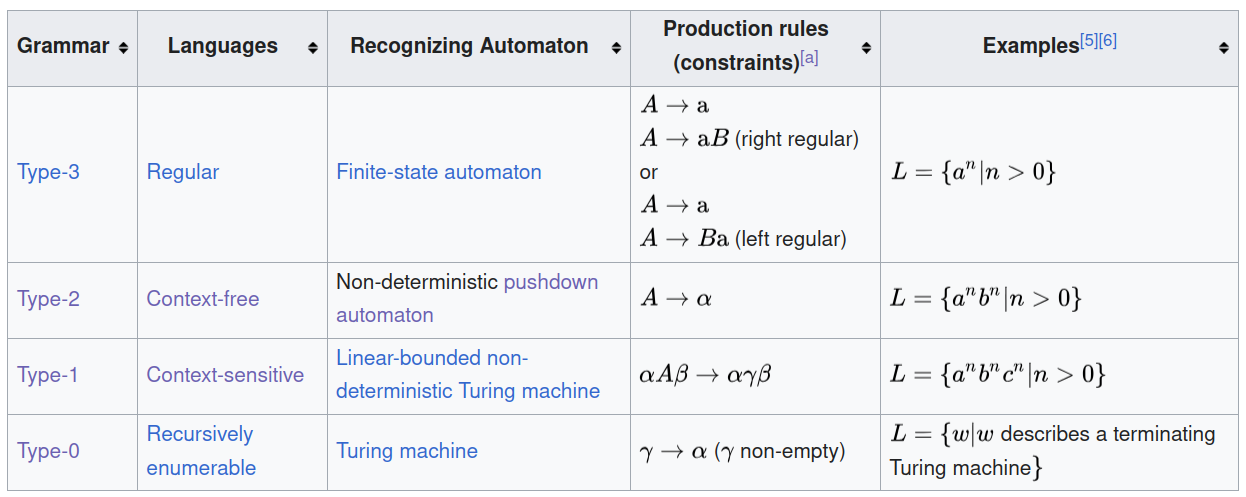 Grammar Languages Recognizing Automaton Production rules (constraints)[a] Examples[5][6]
Type-3 Regular Finite-state automaton
A → a
A → aB (right regular)
or
A → a
A → Ba (left regular)
L = {aⁿ|n > 0}
Type-2 Context-free Non-deterministic pushdown
automaton
A → α
L = {aⁿbⁿ|n > 0}
Type-1 Context-sensitive Linear-bounded non-
deterministic Turing machine
αAβ → αγβ
L = {aⁿbⁿcⁿ|n > 0}
Type-0 Recursively
enumerable
Turing machine
γ → α (γ non-empty)
L = {w|w describes a terminating
Turing machine}